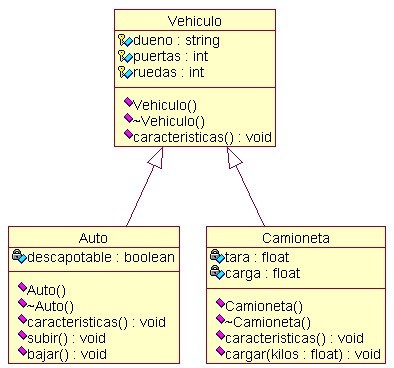 Vehiculo
dueno : string
puertas : int
ruedas : int
Vehiculo()
~Vehiculo()
caracteristicas() : void
Auto
descapotable : boolean
Auto()
~Auto()
caracteristicas() : void
subir() : void
bajar() : void
Camioneta
tara : float
carga : float
Camioneta()
~Camioneta()
caracteristicas() : void
cargar(kilos : float) : void